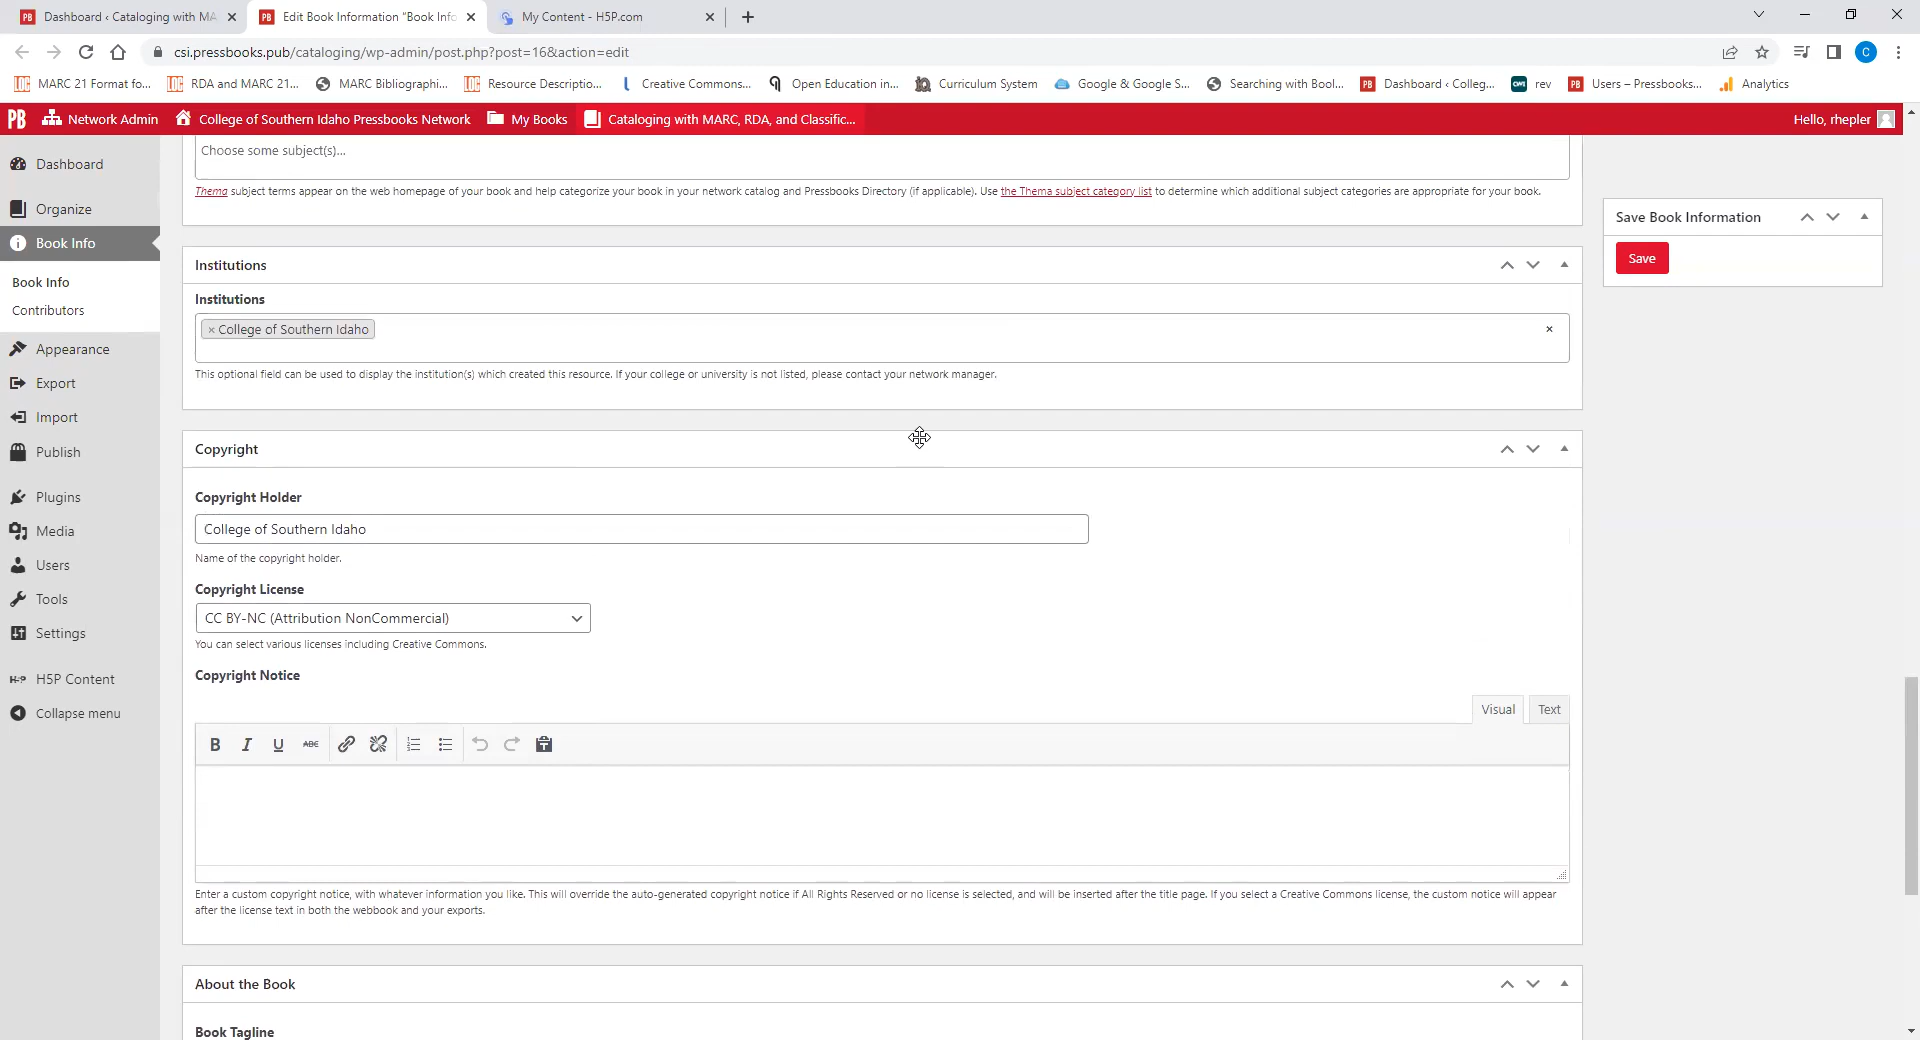 PB Dashboard ‹ Cataloging with MA
PB Edit Book Information "Book Info
My Content - H5P.com
csi.pressbooks.pub/cataloging/wp-admin/post.php?post=16&action=edit
C
MARC 21 Format fo...
RDA and MARC 21...
MARC Bibliographi...
Resource Descriptio...
Creative Commons...
Open Education in...
Curriculum System
Google & Google S...
Searching with Bool...
PB Dashboard ‹ Colleg...
rev
PB Users – Pressbooks...
Analytics
PB Network Admin College of Southern Idaho Pressbooks Network My Books Cataloging with MARC, RDA, and Classific... Hello, rhepler
Dashboard
Organize
Book Info
Book Info
Contributors
Appearance
Export
Import
Publish
Plugins
Media
Users
Tools
Settings
H5P H5P Content
Collapse menu
Choose some subject(s)...
Thema subject terms appear on the web homepage of your book and help categorize your book in your network catalog and Pressbooks Directory (if applicable). Use the Thema subject category list to determine which additional subject categories are appropriate for your book.
Institutions
Institutions
× College of Southern Idaho ×
This optional field can be used to display the institution(s) which created this resource. If your college or university is not listed, please contact your network manager.
Copyright
Copyright Holder
College of Southern Idaho
Name of the copyright holder.
Copyright License
CC BY-NC (Attribution NonCommercial)
You can select various licenses including Creative Commons.
Copyright Notice
Visual Text
B I U ABC
Enter a custom copyright notice, with whatever information you like. This will override the auto-generated copyright notice if All Rights Reserved or no license is selected, and will be inserted after the title page. If you select a Creative Commons license, the custom notice will appear
after the license text in both the webbook and your exports.
About the Book
Book Tagline
Save Book Information
Save